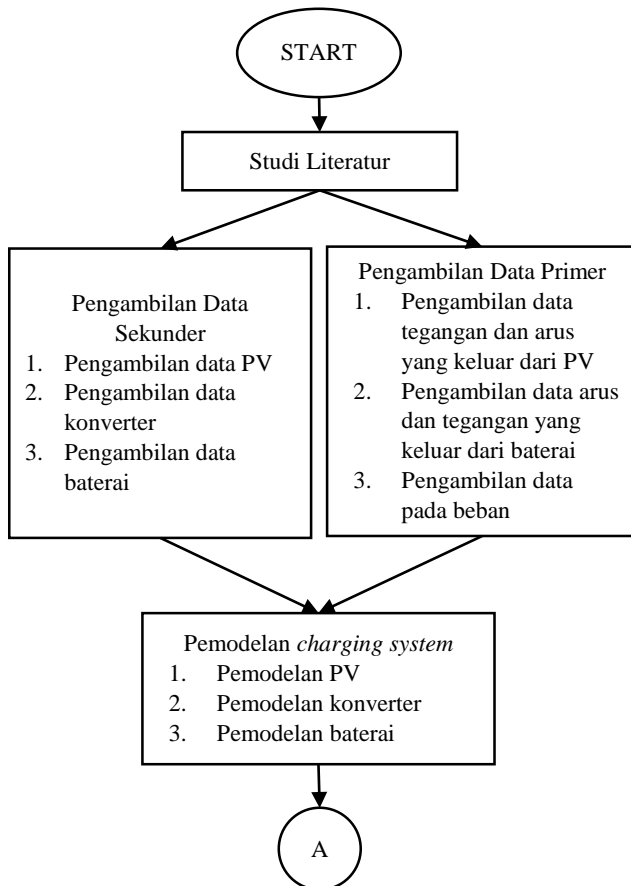 START
Studi Literatur
Pengambilan Data
Sekunder
1. Pengambilan data PV
2. Pengambilan data
konverter
3. Pengambilan data
baterai
Pengambilan Data Primer
1. Pengambilan data
tegangan dan arus
yang keluar dari PV
2. Pengambilan data arus
dan tegangan yang
keluar dari baterai
3. Pengambilan data
pada beban
Pemodelan charging system
1. Pemodelan PV
2. Pemodelan konverter
3. Pemodelan baterai
A